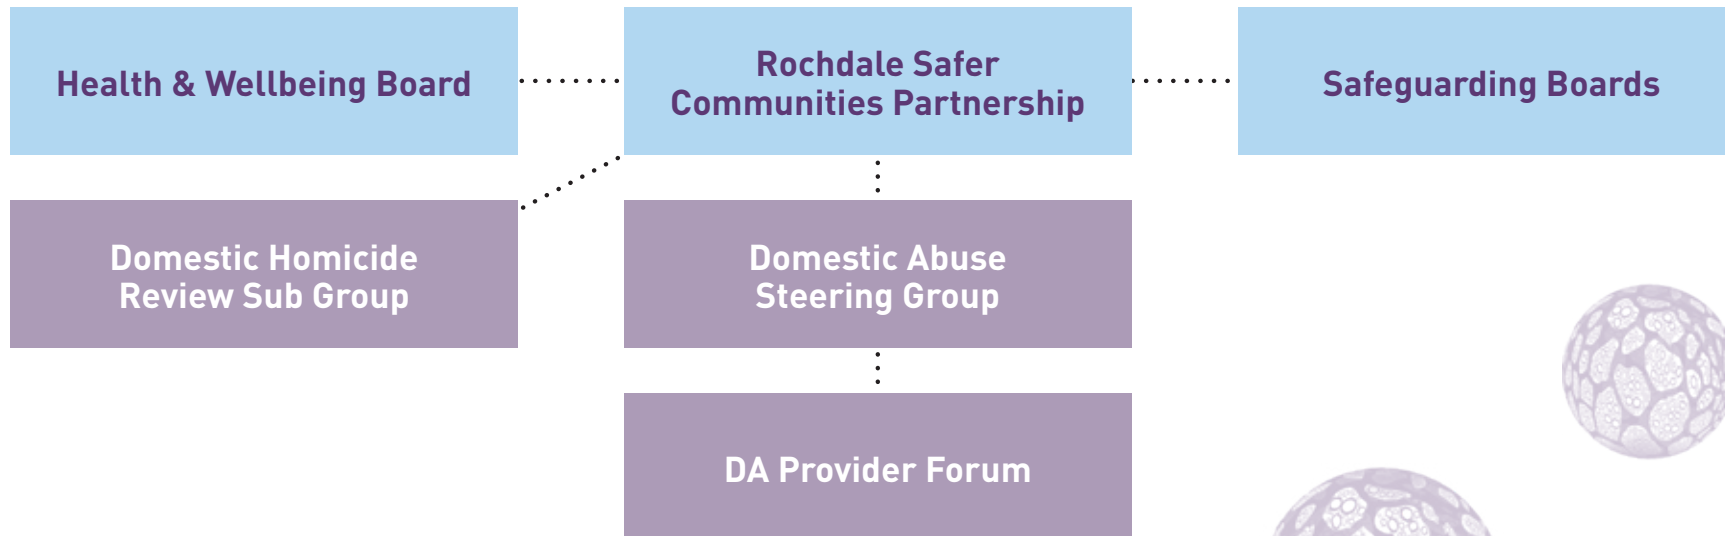 Health & Wellbeing Board
Rochdale Safer
Communities Partnership
Safeguarding Boards
Domestic Homicide
Review Sub Group
Domestic Abuse
Steering Group
DA Provider Forum